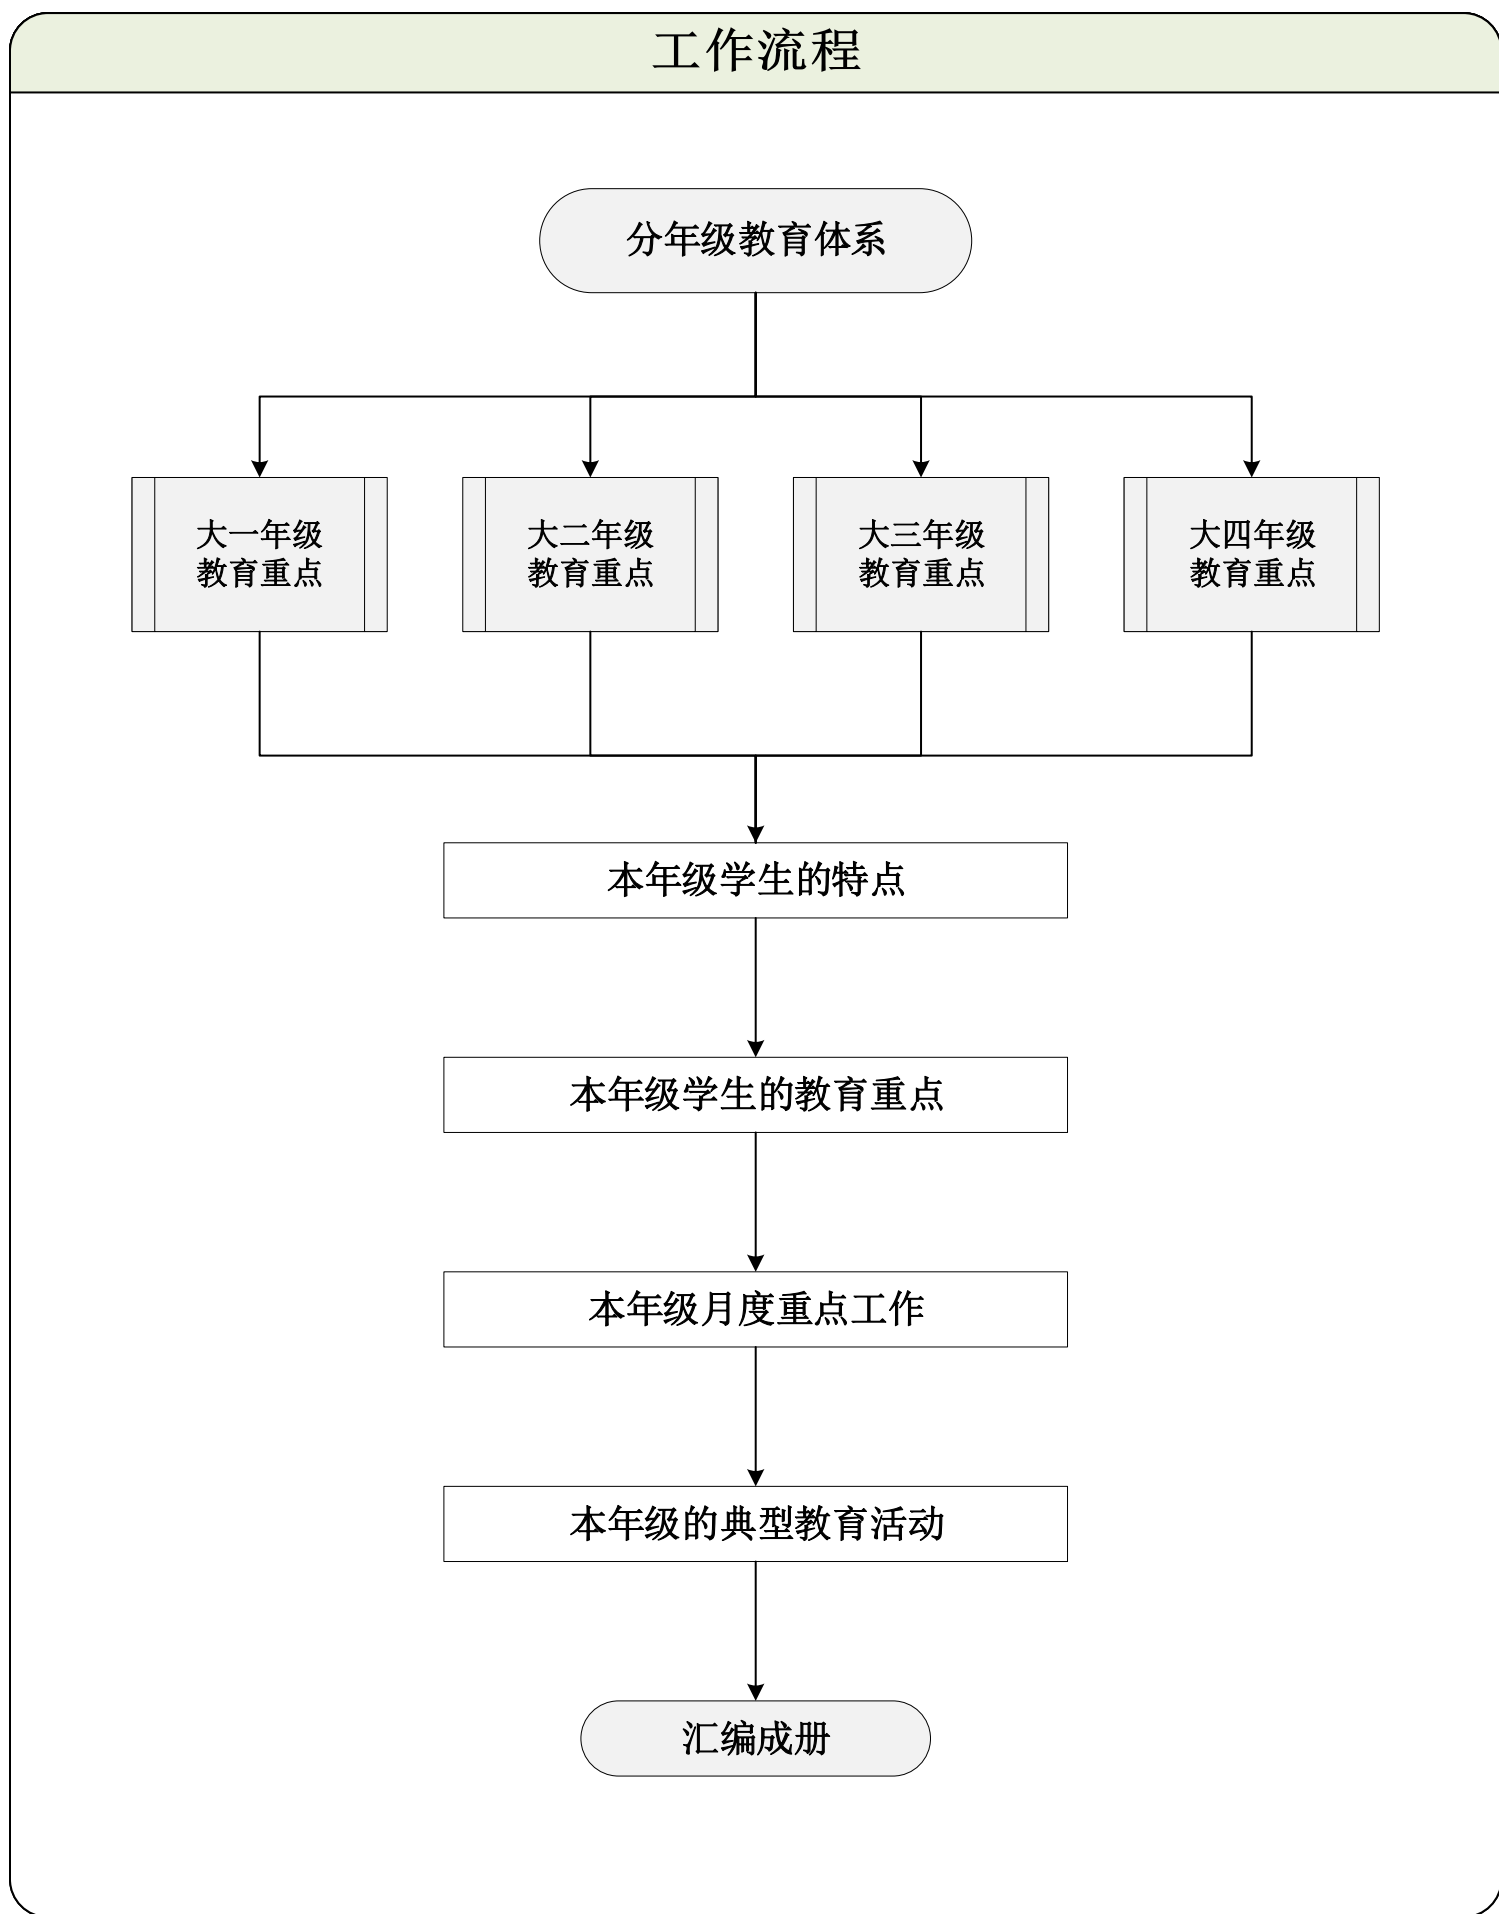 工作流程
分年级教育体系
大一年级
教育重点
大二年级
教育重点
大三年级
教育重点
大四年级
教育重点
本年级学生的特点
本年级学生的教育重点
本年级月度重点工作
本年级的典型教育活动
汇编成册